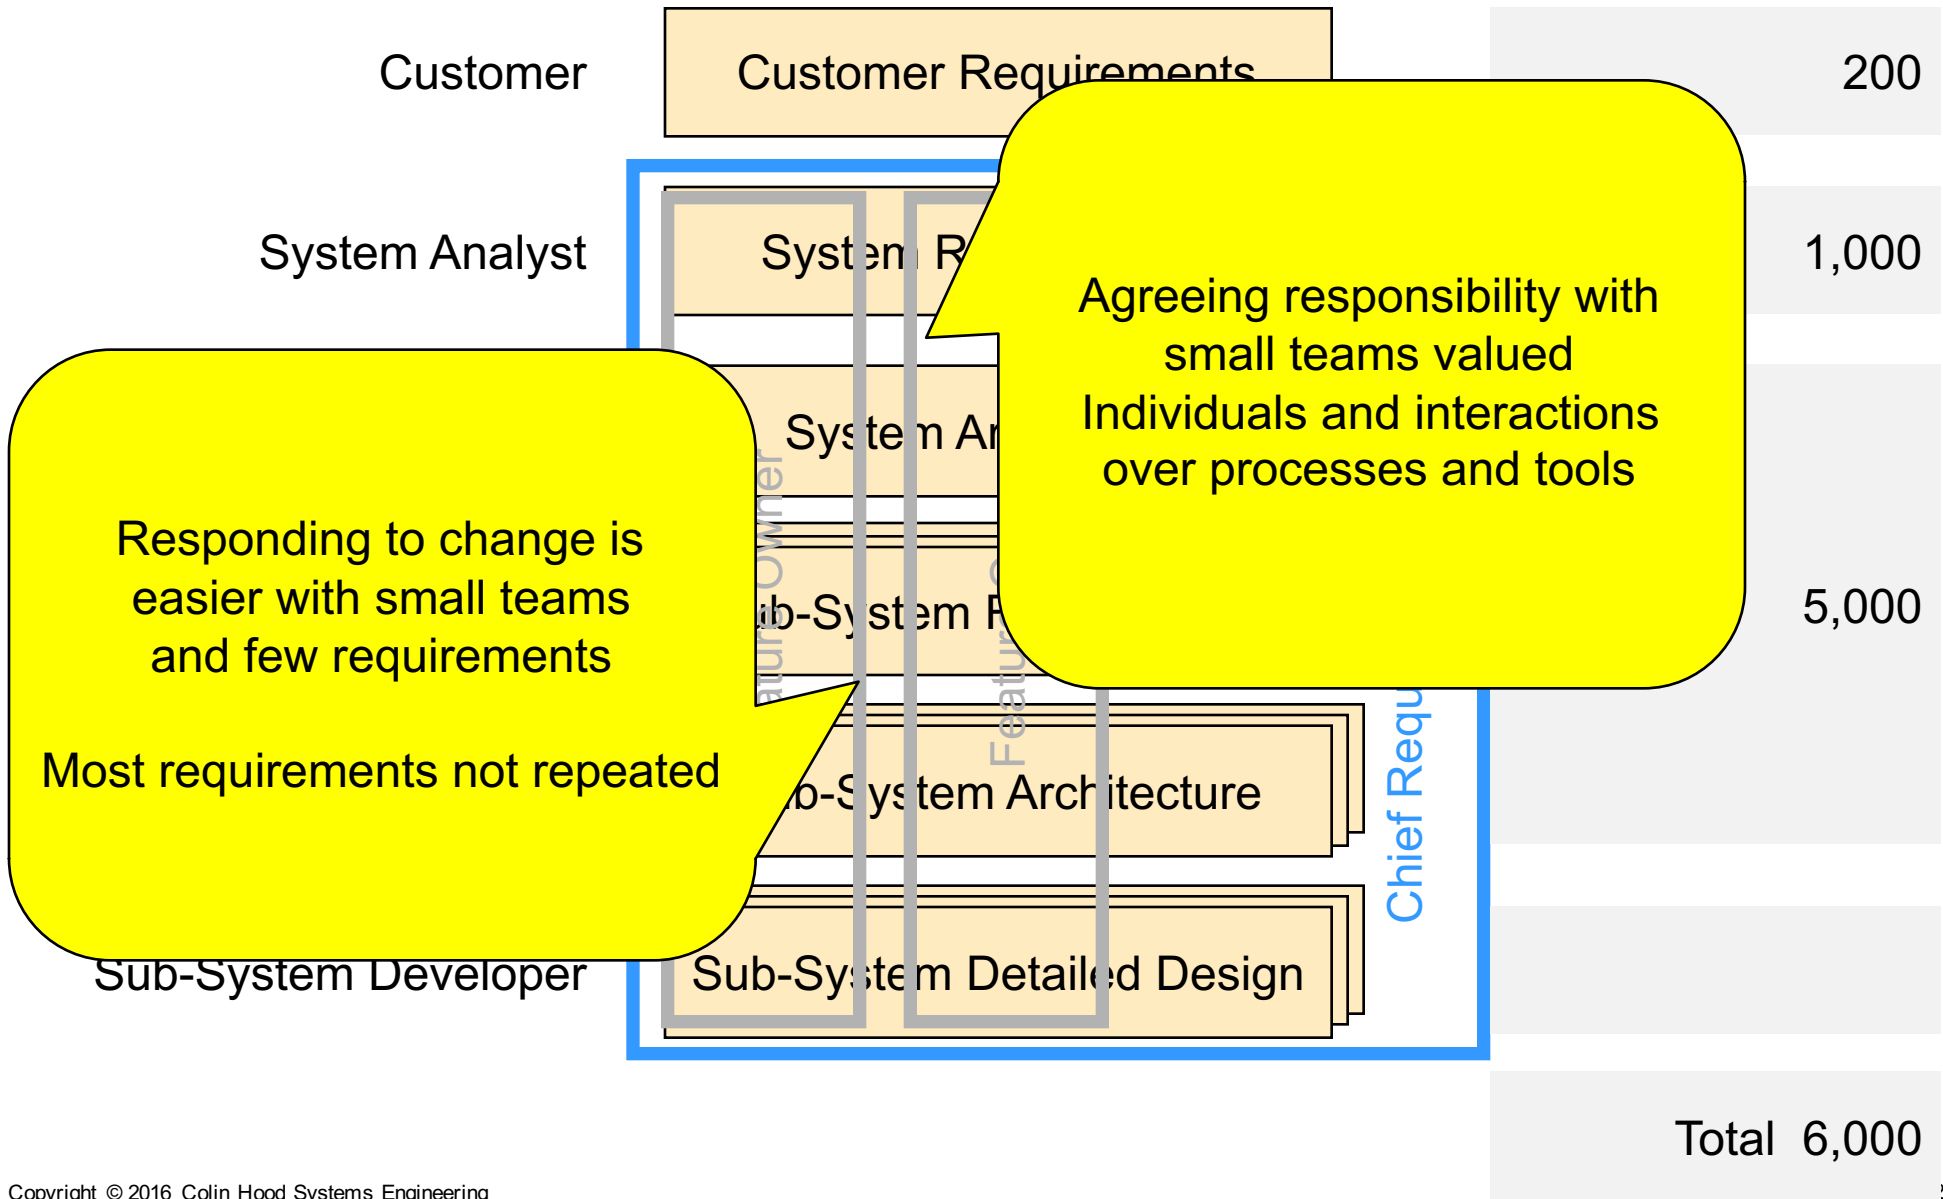 Customer
Customer Requirements
200
System Analyst
System
1,000
Agreeing responsibility with
small teams valued
Individuals and interactions
over processes and tools
System
Owner
Responding to change is
easier with small teams
and few requirements
Most requirements not repeated
5,000
Chief
Architecture
Sub-System Developer
Sub-System Detailed Design
Total 6,000
Copyright © 2016 Colin Hood Systems Engineering